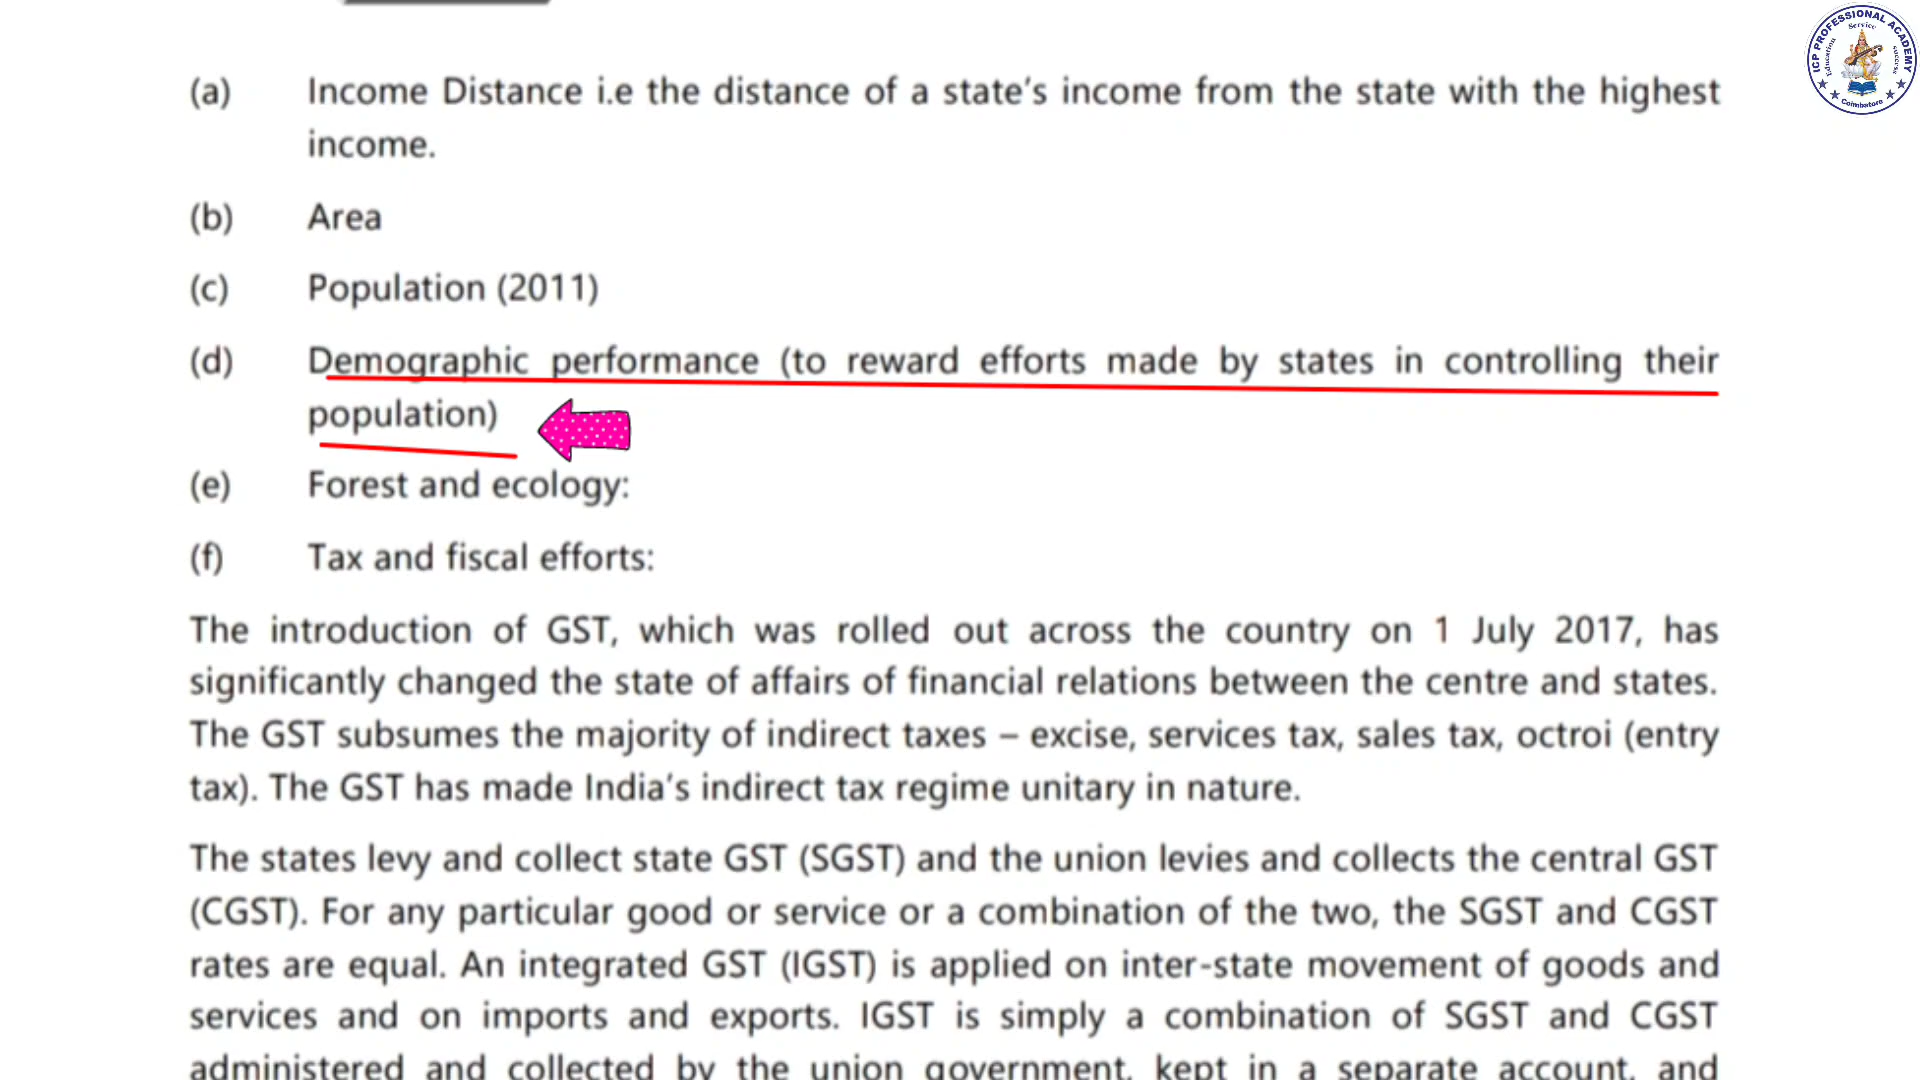 ICP PROFESSIONAL ACADEMY
Service
Education
success
Coimbatore
(a) Income Distance i.e the distance of a state's income from the state with the highest
income.
(b) Area
(c) Population (2011)
(d) Demographic performance (to reward efforts made by states in controlling their
population)
(e) Forest and ecology:
(f) Tax and fiscal efforts:
The introduction of GST, which was rolled out across the country on 1 July 2017, has
significantly changed the state of affairs of financial relations between the centre and states.
The GST subsumes the majority of indirect taxes – excise, services tax, sales tax, octroi (entry
tax). The GST has made India's indirect tax regime unitary in nature.
The states levy and collect state GST (SGST) and the union levies and collects the central GST
(CGST). For any particular good or service or a combination of the two, the SGST and CGST
rates are equal. An integrated GST (IGST) is applied on inter-state movement of goods and
services and on imports and exports. IGST is simply a combination of SGST and CGST
administered and collected by the union government, kept in a separate account, and